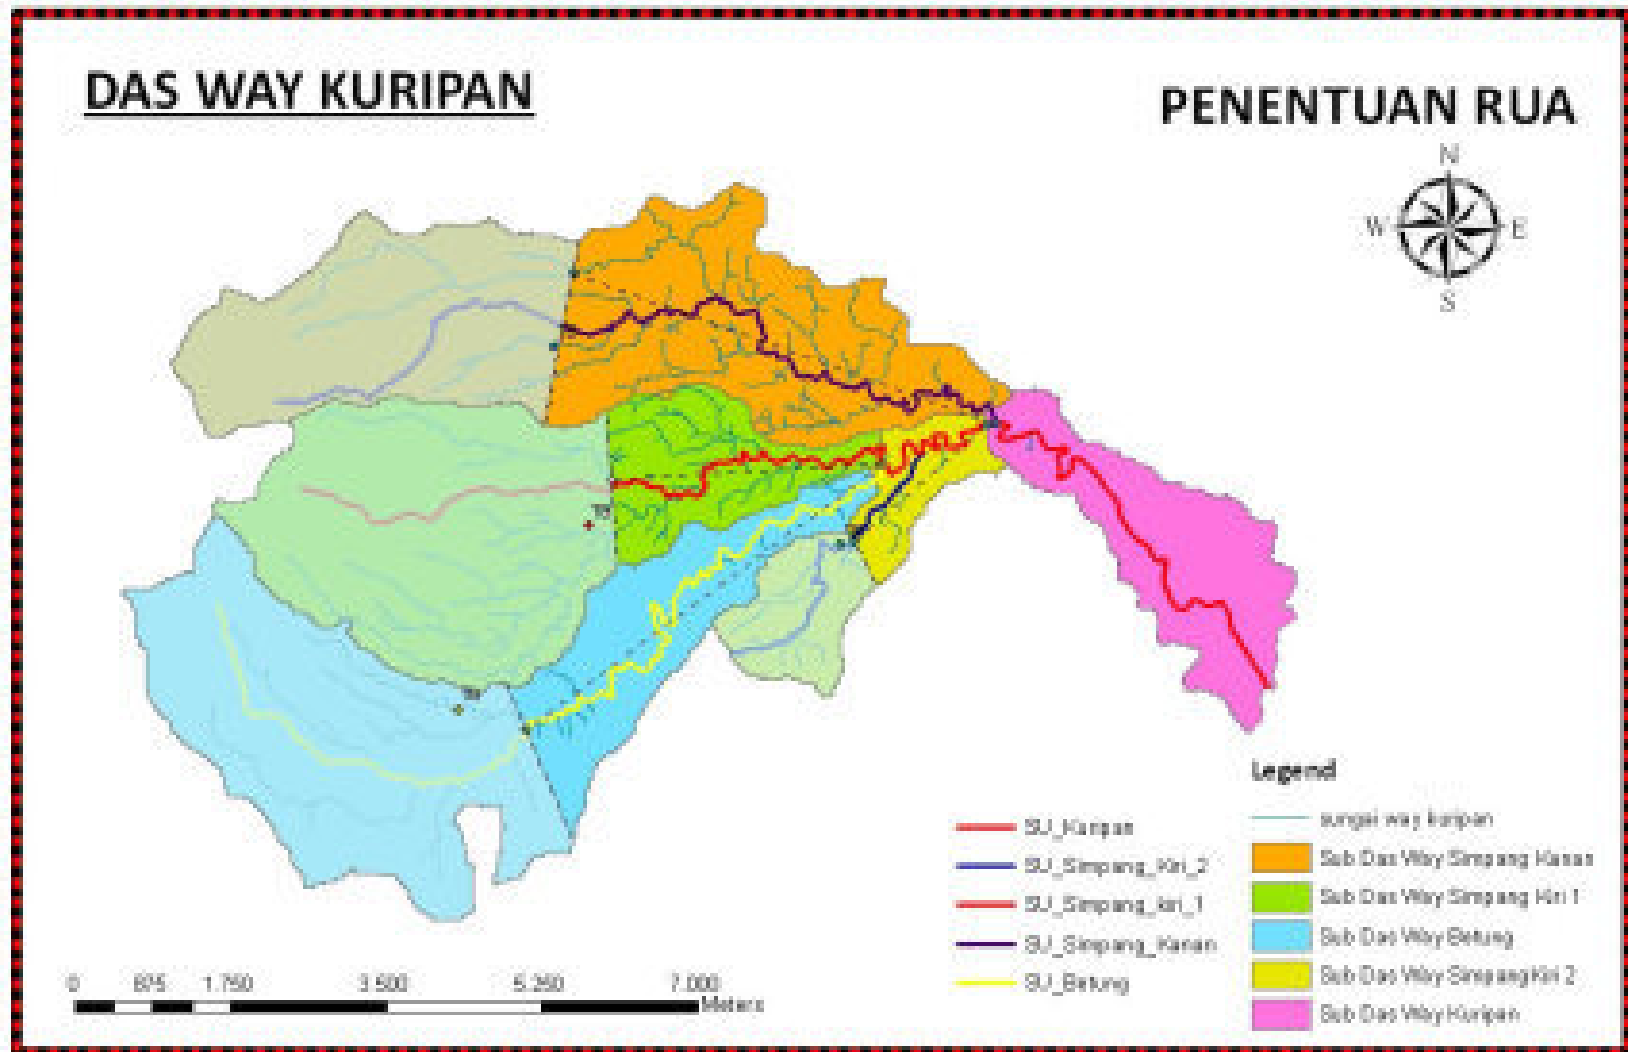 DAS WAY KURIPAN
PENENTUAN RUA
N
W E
S
Legend
sungai way kuripan
Sub Das Way Simpang Kanan
Sub Das Way Simpang Kiri 1
Sub Das Way Betung
Sub Das Way Simpang Kiri 2
Sub Das Way Kuripan
SU_Kuripan
SU_Simpang_Kiri_2
SU_Simpang_kiri_1
SU_Simpang_Kanan
SU_Betung
0 875 1.750 3.500 5.250 7.000
Meters